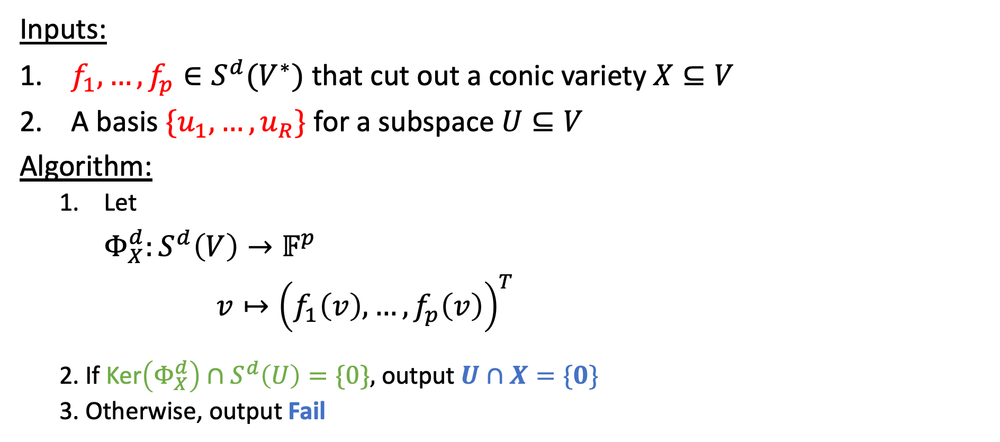 Inputs:
1. f₁, … , fₚ ∈ Sᵈ(V*) that cut out a conic variety X ⊆ V
2. A basis {u₁, … , u_R} for a subspace U ⊆ V
Algorithm:
1. Let
Φ_X^d: Sᵈ(V) → 𝔽ᵖ
v ↦ (f₁(v), … , fₚ(v))ᵀ
2. If Ker(Φ_X^d) ∩ Sᵈ(U) = {0}, output U ∩ X = {0}
3. Otherwise, output Fail